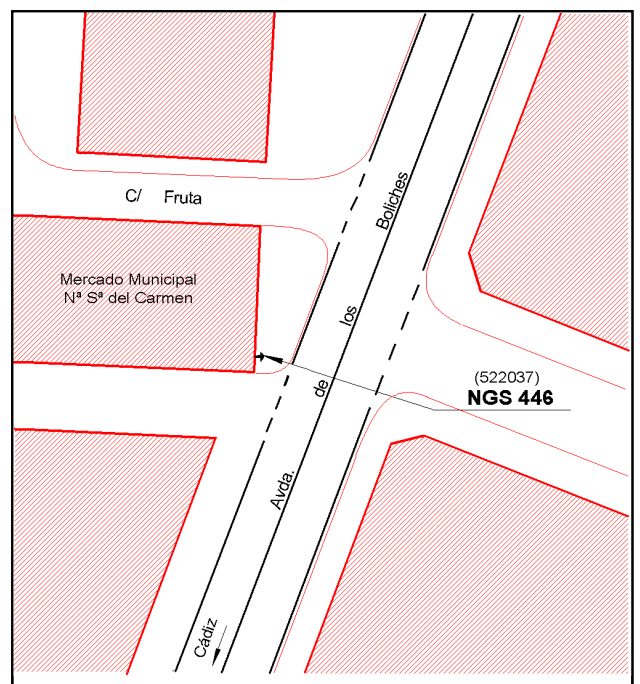 C/ Fruta
Mercado Municipal
Nª Sª del Carmen
Avda. de los Boliches
(522037)
NGS 446
Cádiz